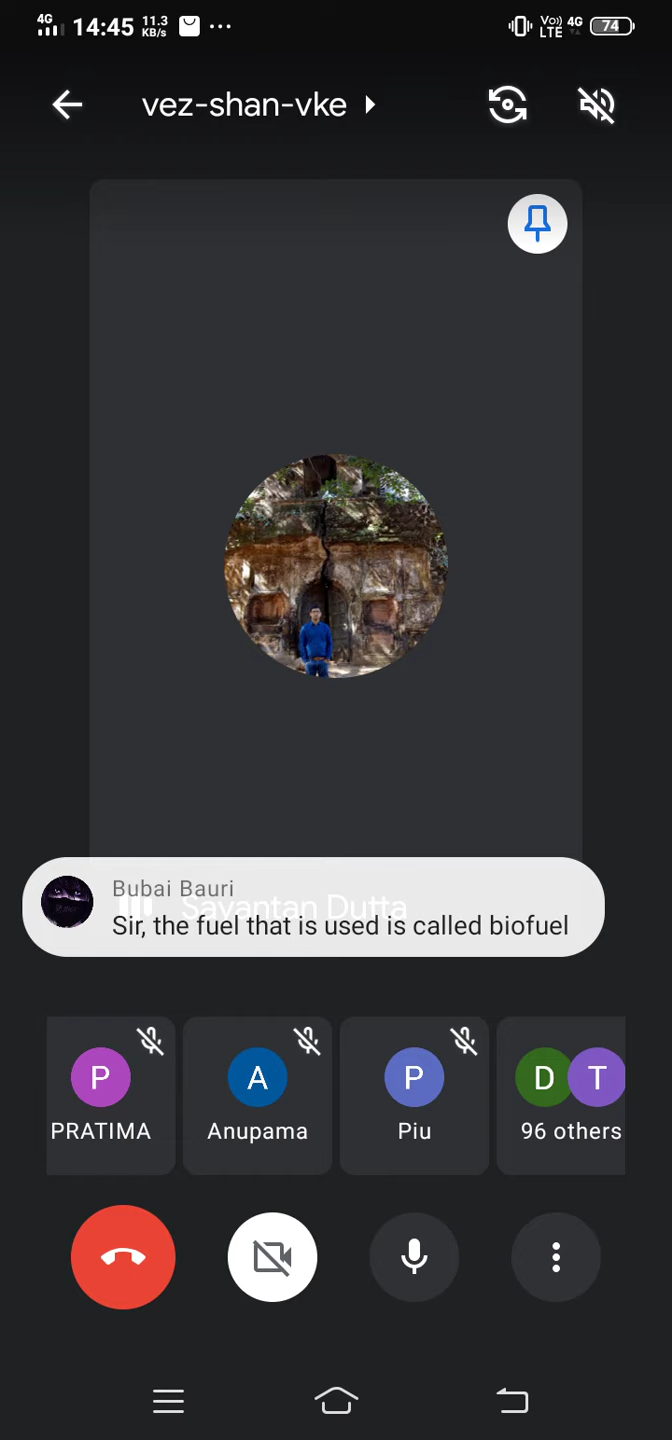 4G 14:45 11.3 KB/s ... Vo)) LTE 4G 74
vez-shan-vke
Bubai Bauri
Sayantan Dutta
Sir, the fuel that is used is called biofuel
P A P D T
PRATIMA Anupama Piu 96 others